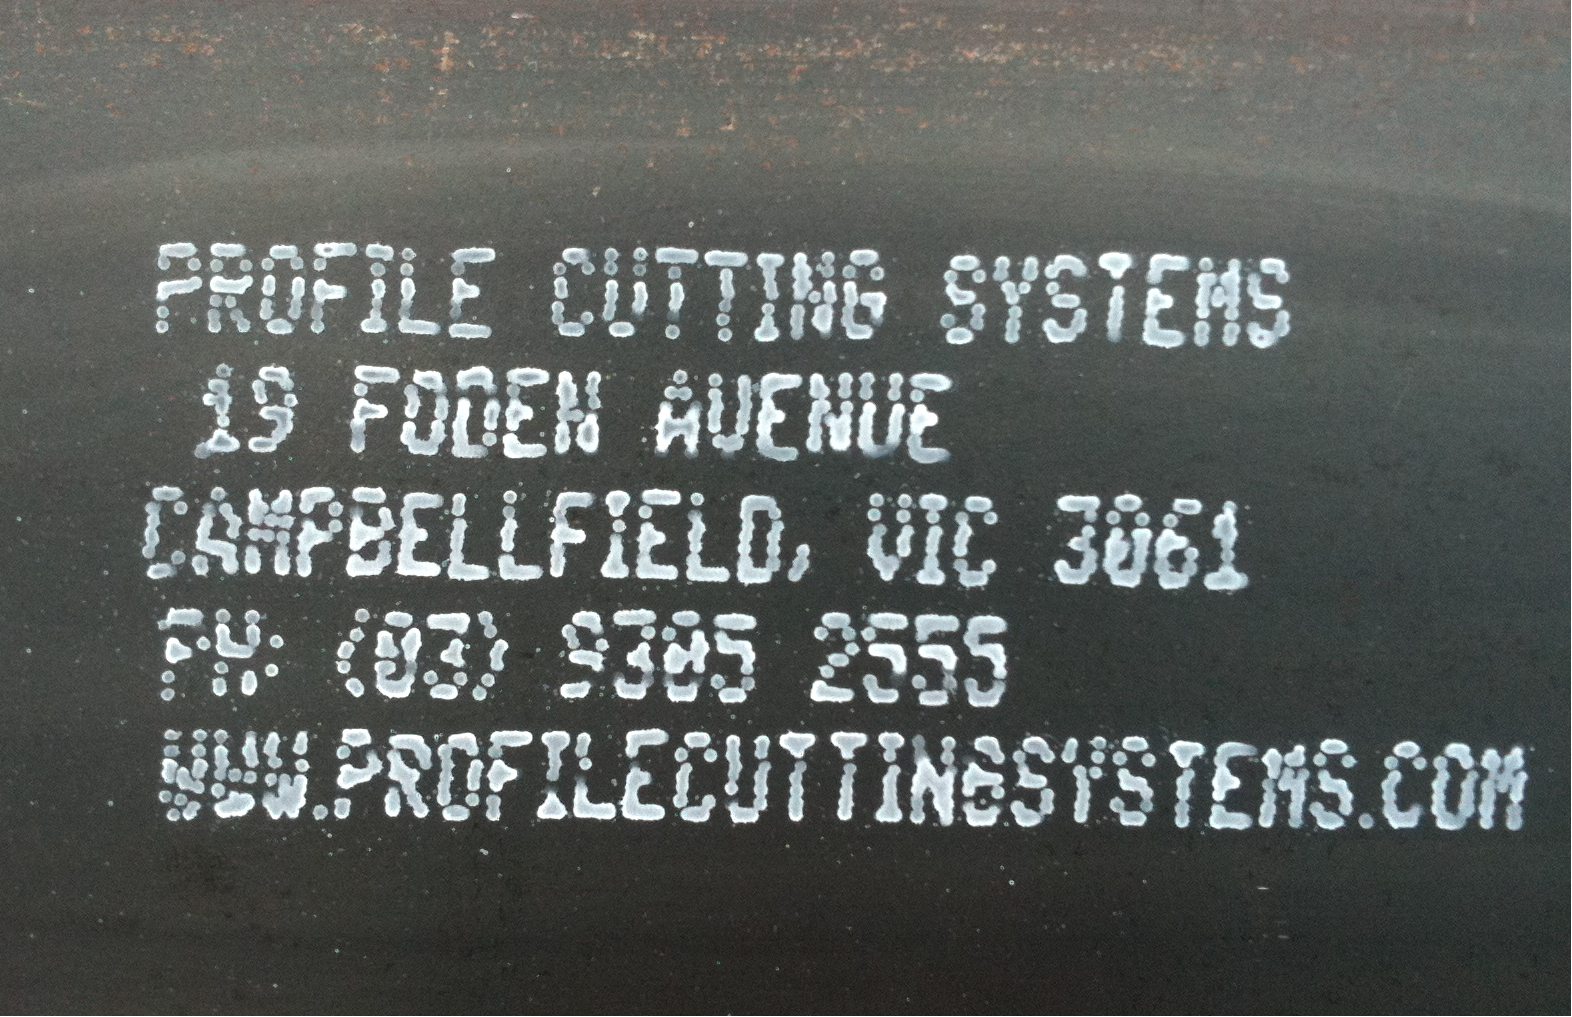 PROFILE CUTTING SYSTEMS
19 FODEN AVENUE
CAMPBELLFIELD, VIC 3061
PH: (03) 9305 2555
WWW.PROFILECUTTINGSYSTEMS.COM